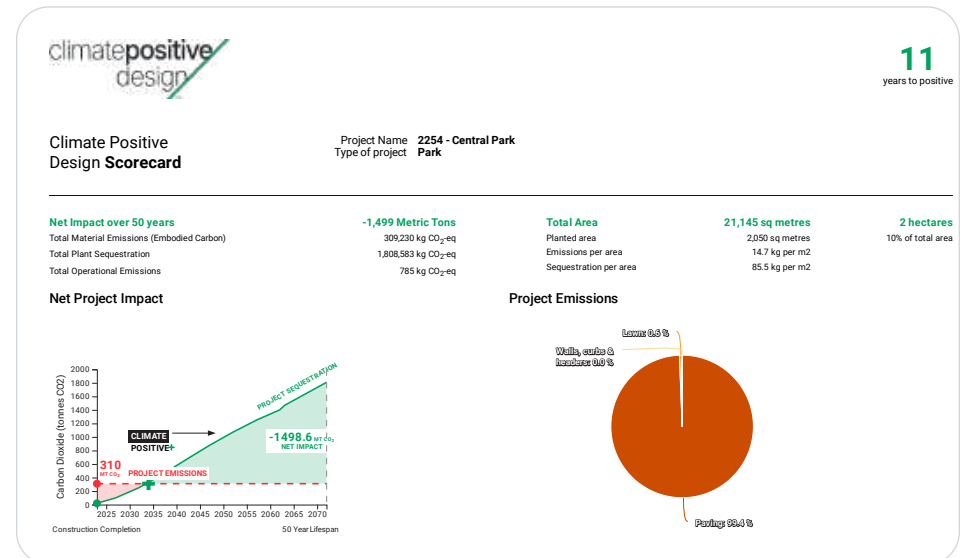 climatepositive
design
11
years to positive
Climate Positive
Design Scorecard
Project Name 2254 - Central Park
Type of project Park
Net Impact over 50 years -1,499 Metric Tons
Total Material Emissions (Embodied Carbon) 309,230 kg CO2-eq
Total Plant Sequestration 1,808,583 kg CO2-eq
Total Operational Emissions 785 kg CO2-eq
Total Area 21,145 sq metres 2 hectares
Planted area 2,050 sq metres 10% of total area
Emissions per area 14.7 kg per m2
Sequestration per area 85.5 kg per m2
Net Project Impact
Carbon Dioxide (tonnes CO2)
2000
1800
1600
1400
1200
1000
800
600
400
200
0
PROJECT SEQUESTRATION
CLIMATE
POSITIVE+
-1498.6 MT CO2
NET IMPACT
310
MT CO2
PROJECT EMISSIONS
2025 2030 2035 2040 2045 2050 2055 2060 2065 2070
Construction Completion 50 Year Lifespan
Project Emissions
Lawn: 0.6 %
Walls, curbs &
headers: 0.0 %
Paving: 99.4 %